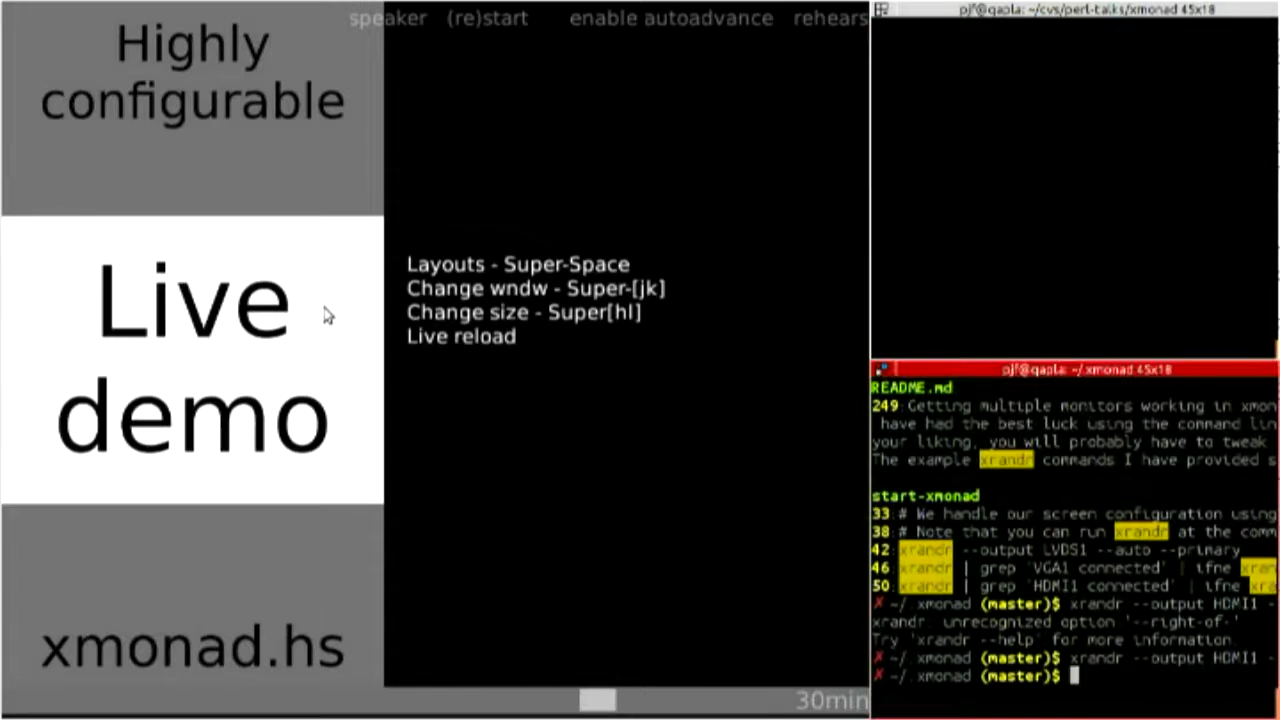 speaker (re)start enable autoadvance rehears
Highly
configurable
Live
demo
xmonad.hs
Layouts - Super-Space
Change wndw - Super-[jk]
Change size - Super[hl]
Live reload
30min
pjf@qapla: ~/cvs/perl-talks/xmonad 45x18
pjf@qapla: ~/.xmonad 45x18
README.md
249:Getting multiple monitors working in xmon
have had the best luck using the command lin
your liking, you will probably have to tweak
The example xrandr commands I have provided s
start-xmonad
33:# We handle our screen configuration using
38:# Note that you can run xrandr at the comm
42:xrandr --output LVDS1 --auto --primary
46:xrandr | grep 'VGA1 connected' | ifne xran
50:xrandr | grep 'HDMI1 connected' | ifne xra
✗ ~/.xmonad (master)$ xrandr --output HDMI1 -
xrandr: unrecognized option '--right-of-'
Try 'xrandr --help' for more information.
✗ ~/.xmonad (master)$ xrandr --output HDMI1 -
✗ ~/.xmonad (master)$